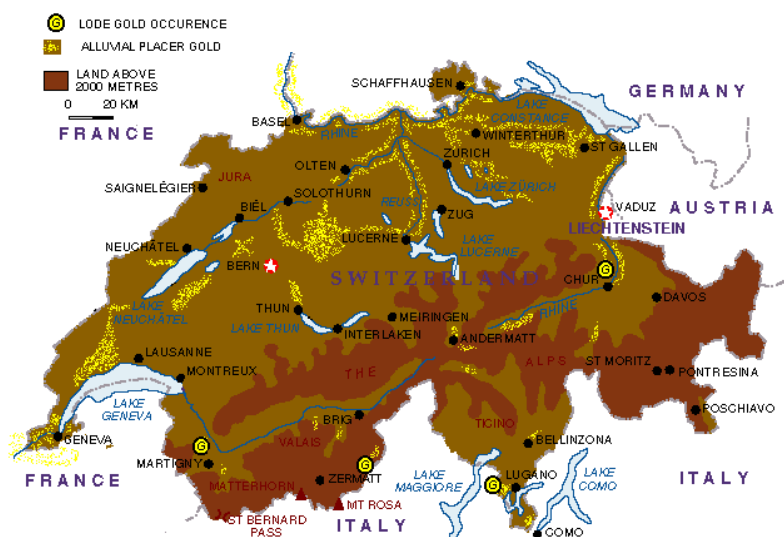 G LODE GOLD OCCURENCE
ALLUVIAL PLACER GOLD
LAND ABOVE
2000 METRES
0 20 KM
FRANCE
GERMANY
SCHAFFHAUSEN
LAKE
CONSTANCE
BASEL
RHINE
WINTERTHUR
ST GALLEN
OLTEN
ZURICH
JURA
SAIGNELÉGIER
SOLOTHURN
LAKE ZÜRICH
REUSS
VADUZ
AUSTRIA
BIÈL
ZUG
LIECHTENSTEIN
NEUCHÂTEL
LUCERNE
LAKE
LUCERNE
BERN
SWITZERLAND
G
CHUR
LAKE
NEUCHÂTEL
THUN
LAKE THUN
MEIRINGEN
RHINE
DAVOS
INTERLAKEN
ANDERMATT
LAUSANNE
THE
ALPS
ST MORITZ
PONTRESINA
MONTREUX
LAKE
GENEVA
POSCHIAVO
BRIG
TICINO
GENEVA
VALAIS
BELLINZONA
G
MARTIGNY
G
ZERMATT
LAKE
MAGGIORE
G
LUGANO
LAKE
COMO
FRANCE
ITALY
MATTERHORN
MT ROSA
ST BERNARD
PASS
ITALY
COMO